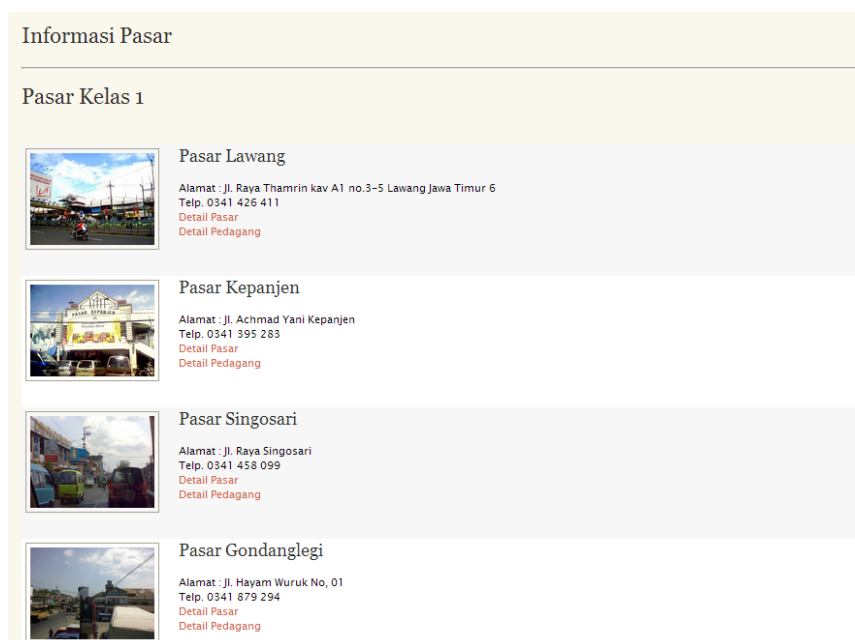 Informasi Pasar
Pasar Kelas 1
Pasar Lawang
Alamat : Jl. Raya Thamrin kav A1 no.3-5 Lawang Jawa Timur 6
Telp. 0341 426 411
Detail Pasar
Detail Pedagang
PASAR KEPANJEN
Pasar Kepanjen
Alamat : Jl. Achmad Yani Kepanjen
Telp. 0341 395 283
Detail Pasar
Detail Pedagang
Pasar Singosari
Alamat : Jl. Raya Singosari
Telp. 0341 458 099
Detail Pasar
Detail Pedagang
Pasar Gondanglegi
Alamat : Jl. Hayam Wuruk No, 01
Telp. 0341 879 294
Detail Pasar
Detail Pedagang